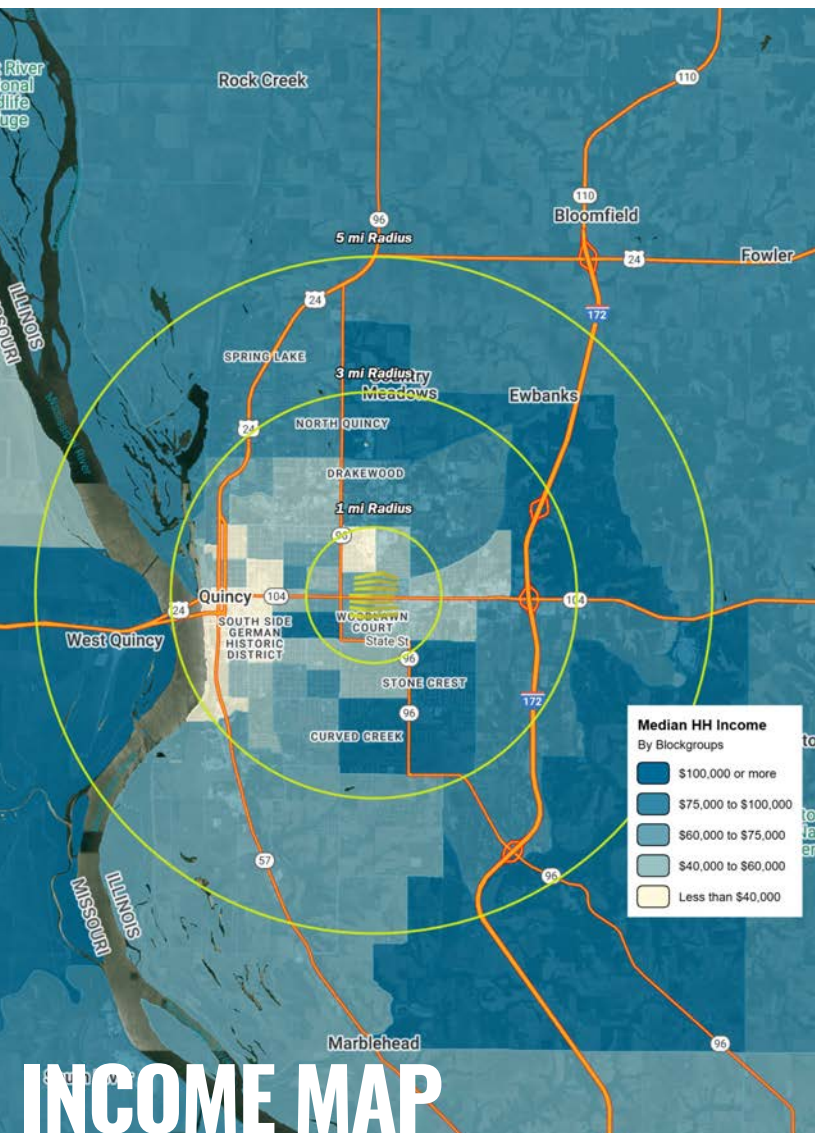 River
Rock Creek
110
110
Bloomfield
96
5 mi Radius
24
Fowler
24
172
ILLINOIS
SPRING LAKE
3 mi Radius
Country
Meadows
Ewbanks
24
NORTH QUINCY
Mississippi River
DRAKEWOOD
1 mi Radius
96
Quincy
104
104
24
West Quincy
SOUTH SIDE
GERMAN
HISTORIC
DISTRICT
WOODLAWN
COURT
State St
96
STONE CREST
172
96
CURVED CREEK
Median HH Income
By Blockgroups
$100,000 or more
$75,000 to $100,000
$60,000 to $75,000
$40,000 to $60,000
Less than $40,000
57
96
ILLINOIS
MISSOURI
Marblehead
96
INCOME MAP